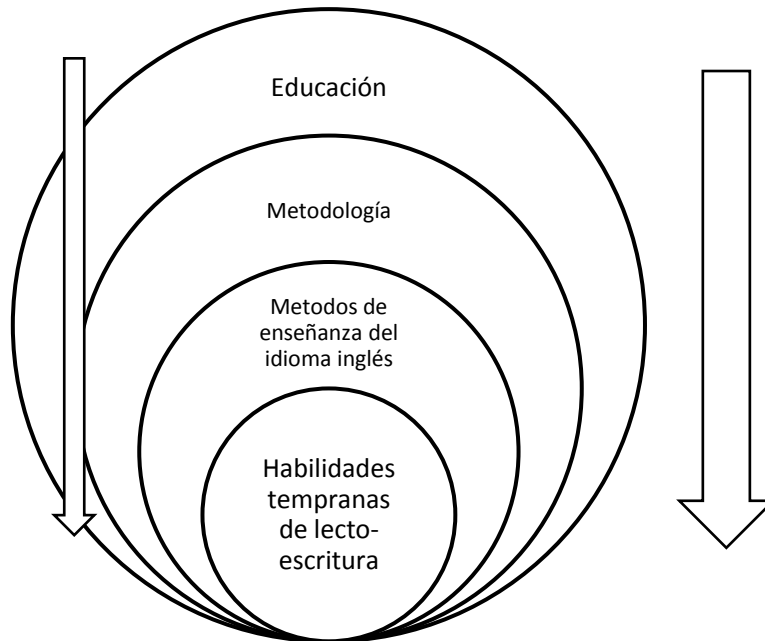 Educación
Metodología
Metodos de
enseñanza del
idioma inglés
Habilidades
tempranas
de lecto-
escritura